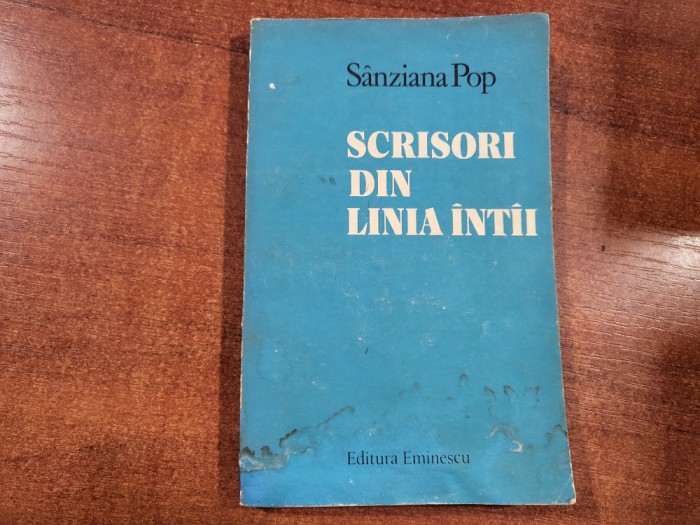 Sânziana Pop
SCRISORI
DIN
LINIA ÎNTÎI
Editura Eminescu